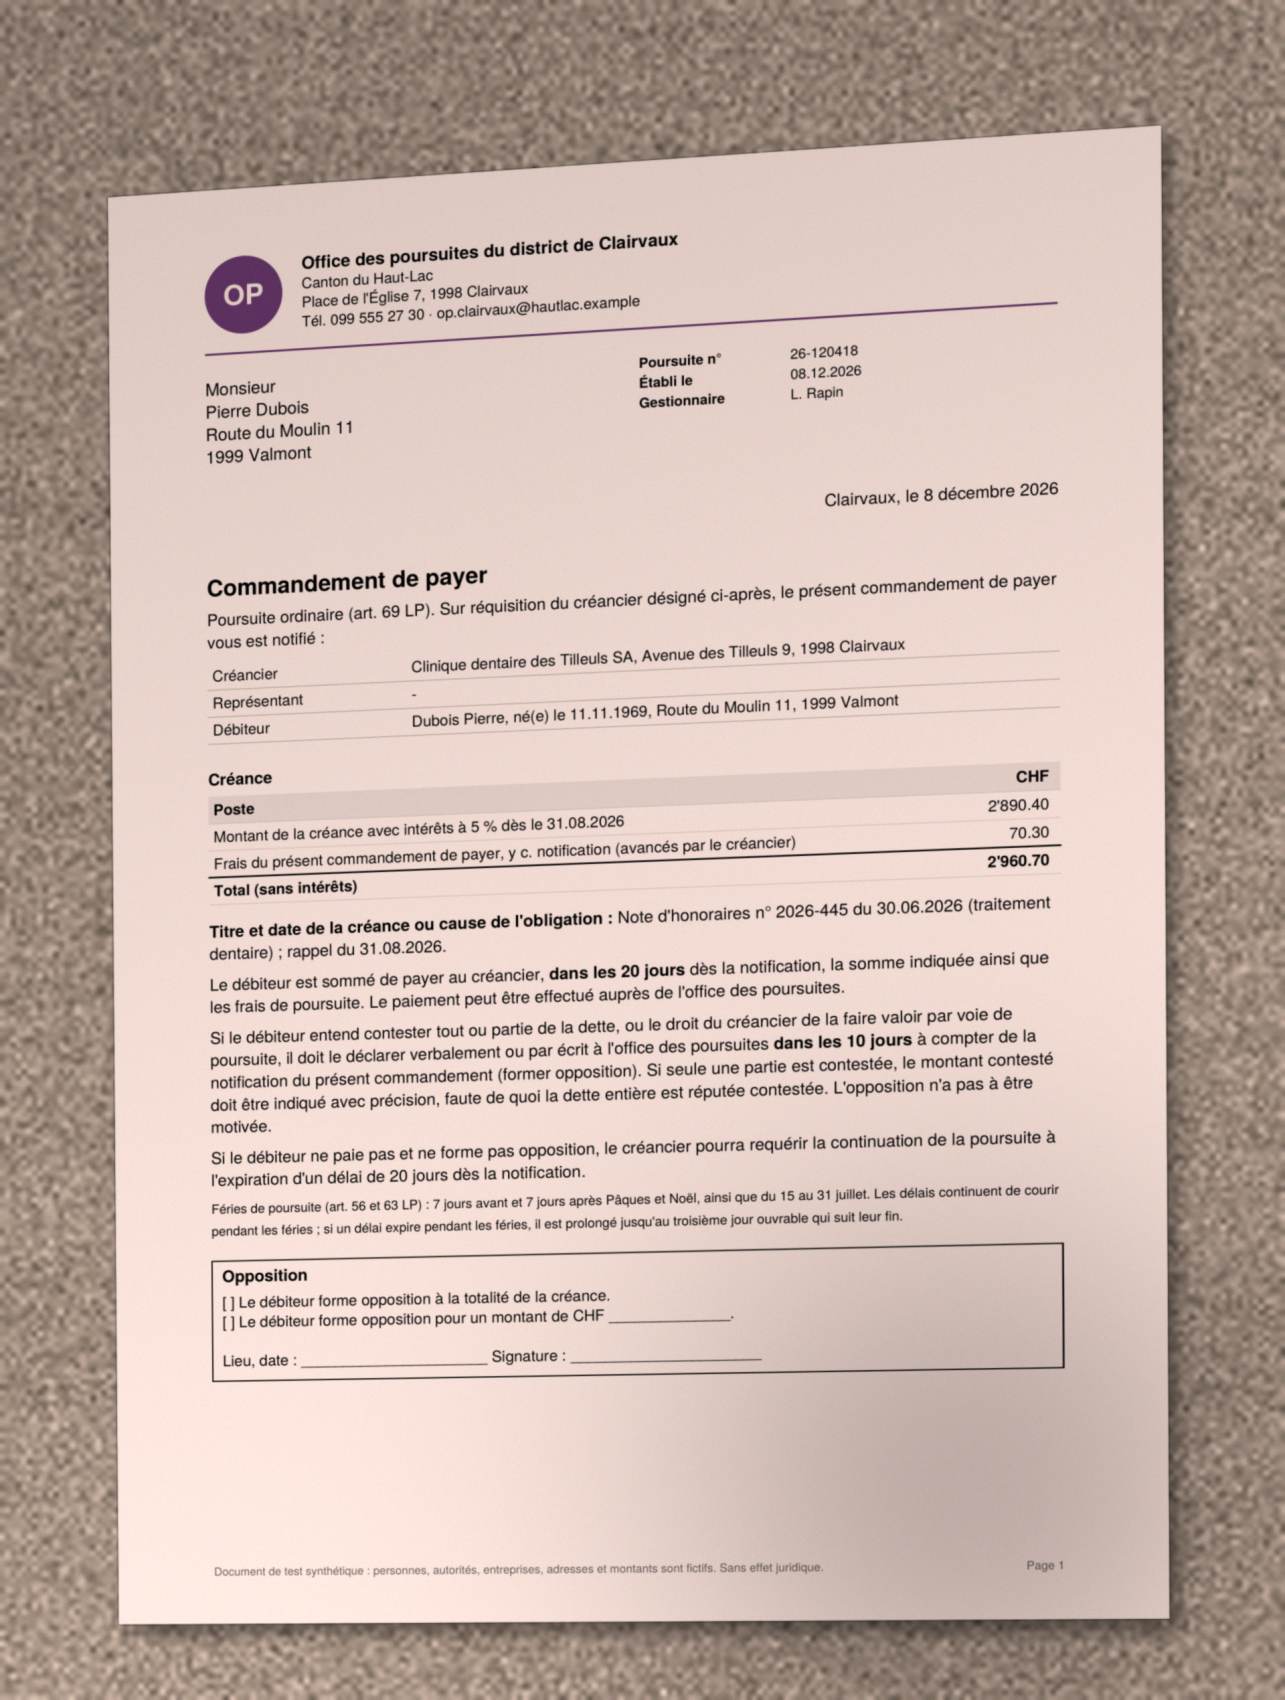 OP
Office des poursuites du district de Clairvaux
Canton du Haut-Lac
Place de l'Église 7, 1998 Clairvaux
Tél. 099 555 27 30 · op.clairvaux@hautlac.example
Monsieur
Pierre Dubois
Route du Moulin 11
1999 Valmont
Poursuite n° 26-120418
Établi le 08.12.2026
Gestionnaire L. Rapin
Clairvaux, le 8 décembre 2026
Commandement de payer
Poursuite ordinaire (art. 69 LP). Sur réquisition du créancier désigné ci-après, le présent commandement de payer
vous est notifié :
Créancier Clinique dentaire des Tilleuls SA, Avenue des Tilleuls 9, 1998 Clairvaux
Représentant -
Débiteur Dubois Pierre, né(e) le 11.11.1969, Route du Moulin 11, 1999 Valmont
Créance
Poste CHF
Montant de la créance avec intérêts à 5 % dès le 31.08.2026 2'890.40
Frais du présent commandement de payer, y c. notification (avancés par le créancier) 70.30
Total (sans intérêts) 2'960.70
Titre et date de la créance ou cause de l'obligation : Note d'honoraires n° 2026-445 du 30.06.2026 (traitement
dentaire) ; rappel du 31.08.2026.
Le débiteur est sommé de payer au créancier, dans les 20 jours dès la notification, la somme indiquée ainsi que
les frais de poursuite. Le paiement peut être effectué auprès de l'office des poursuites.
Si le débiteur entend contester tout ou partie de la dette, ou le droit du créancier de la faire valoir par voie de
poursuite, il doit le déclarer verbalement ou par écrit à l'office des poursuites dans les 10 jours à compter de la
notification du présent commandement (former opposition). Si seule une partie est contestée, le montant contesté
doit être indiqué avec précision, faute de quoi la dette entière est réputée contestée. L'opposition n'a pas à être
motivée.
Si le débiteur ne paie pas et ne forme pas opposition, le créancier pourra requérir la continuation de la poursuite à
l'expiration d'un délai de 20 jours dès la notification.
Féries de poursuite (art. 56 et 63 LP) : 7 jours avant et 7 jours après Pâques et Noël, ainsi que du 15 au 31 juillet. Les délais continuent de courir
pendant les féries ; si un délai expire pendant les féries, il est prolongé jusqu'au troisième jour ouvrable qui suit leur fin.
Opposition
[ ] Le débiteur forme opposition à la totalité de la créance.
[ ] Le débiteur forme opposition pour un montant de CHF _______________.
Lieu, date : _______________________ Signature : _______________________
Document de test synthétique : personnes, autorités, entreprises, adresses et montants sont fictifs. Sans effet juridique.
Page 1